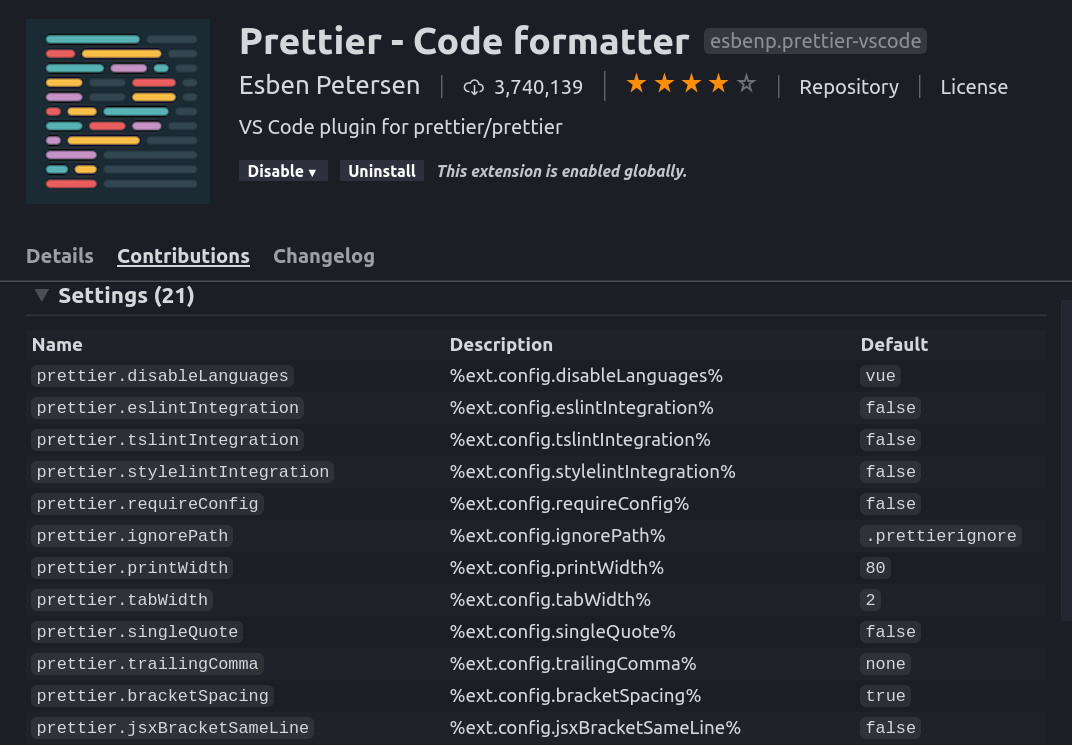 Prettier - Code formatter esbenp.prettier-vscode
Esben Petersen | 3,740,139 | ★★★★☆ | Repository | License
VS Code plugin for prettier/prettier
Disable ▾ Uninstall This extension is enabled globally.
Details Contributions Changelog
Settings (21)
Name Description Default
prettier.disableLanguages %ext.config.disableLanguages% vue
prettier.eslintIntegration %ext.config.eslintIntegration% false
prettier.tslintIntegration %ext.config.tslintIntegration% false
prettier.stylelintIntegration %ext.config.stylelintIntegration% false
prettier.requireConfig %ext.config.requireConfig% false
prettier.ignorePath %ext.config.ignorePath% .prettierignore
prettier.printWidth %ext.config.printWidth% 80
prettier.tabWidth %ext.config.tabWidth% 2
prettier.singleQuote %ext.config.singleQuote% false
prettier.trailingComma %ext.config.trailingComma% none
prettier.bracketSpacing %ext.config.bracketSpacing% true
prettier.jsxBracketSameLine %ext.config.jsxBracketSameLine% false